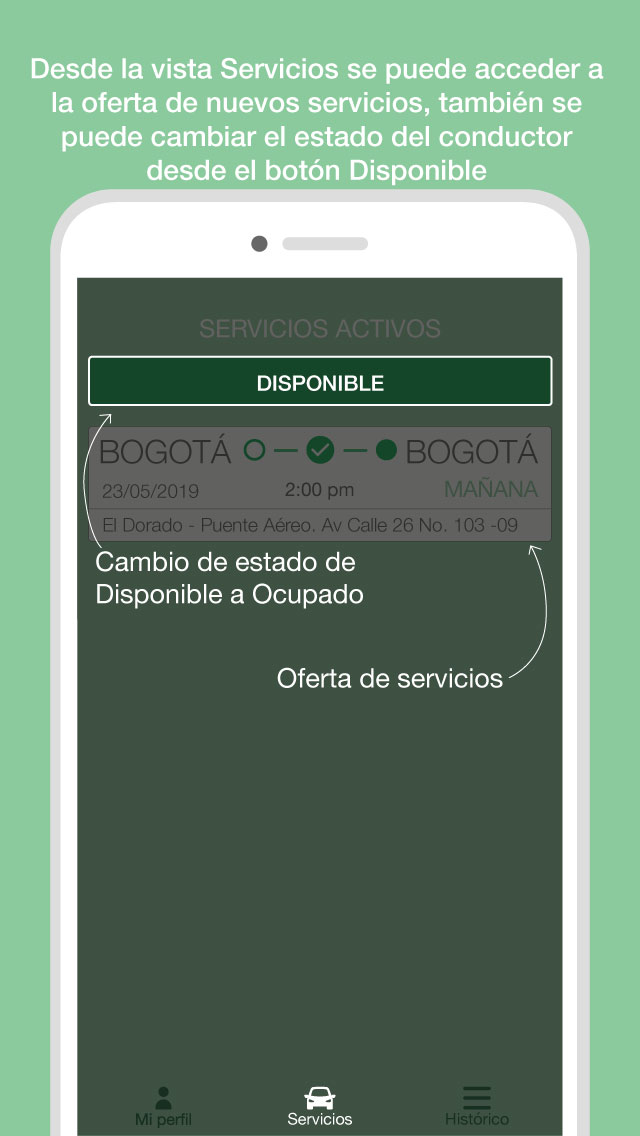 Desde la vista Servicios se puede acceder a
la oferta de nuevos servicios, también se
puede cambiar el estado del conductor
desde el botón Disponible
SERVICIOS ACTIVOS
DISPONIBLE
BOGOTÁ BOGOTÁ
23/05/2019 2:00 pm MAÑANA
El Dorado - Puente Aéreo. Av Calle 26 No. 103 -09
Cambio de estado de
Disponible a Ocupado
Oferta de servicios
Mi perfil Servicios Histórico